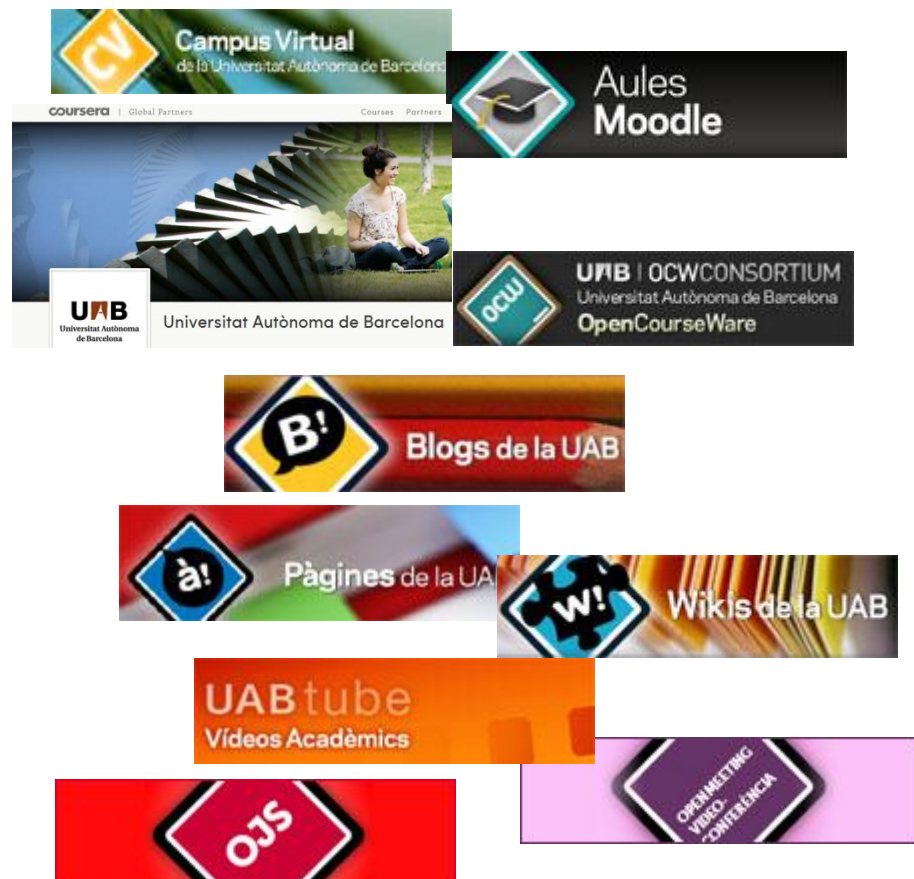 CV
Campus Virtual
de la Universitat Autònoma de Barcelona
Aules
Moodle
coursera | Global Partners
Courses Partners
UAB
Universitat Autònoma
de Barcelona
Universitat Autònoma de Barcelona
OCW
UAB | OCWCONSORTIUM
Universitat Autònoma de Barcelona
OpenCourseWare
B!
Blogs de la UAB
à!
Pàgines de la UA
W!
Wikis de la UAB
UABtube
Vídeos Acadèmics
OPENMEETING
VIDEO-
CONFERÈNCIA
OJS